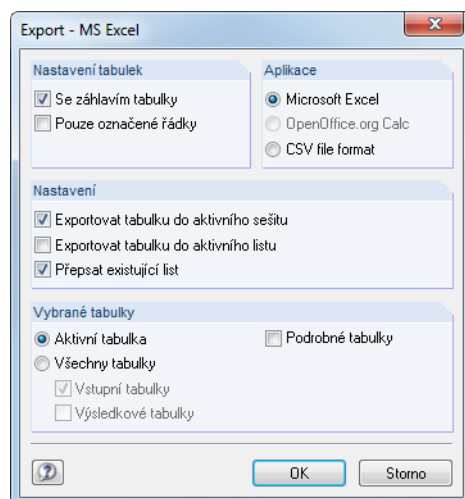 Export - MS Excel
Nastavení tabulek
Se záhlavím tabulky
Pouze označené řádky
Aplikace
Microsoft Excel
OpenOffice.org Calc
CSV file format
Nastavení
Exportovat tabulku do aktivního sešitu
Exportovat tabulku do aktivního listu
Přepsat existující list
Vybrané tabulky
Aktivní tabulka
Podrobné tabulky
Všechny tabulky
Vstupní tabulky
Výsledkové tabulky
OK
Storno